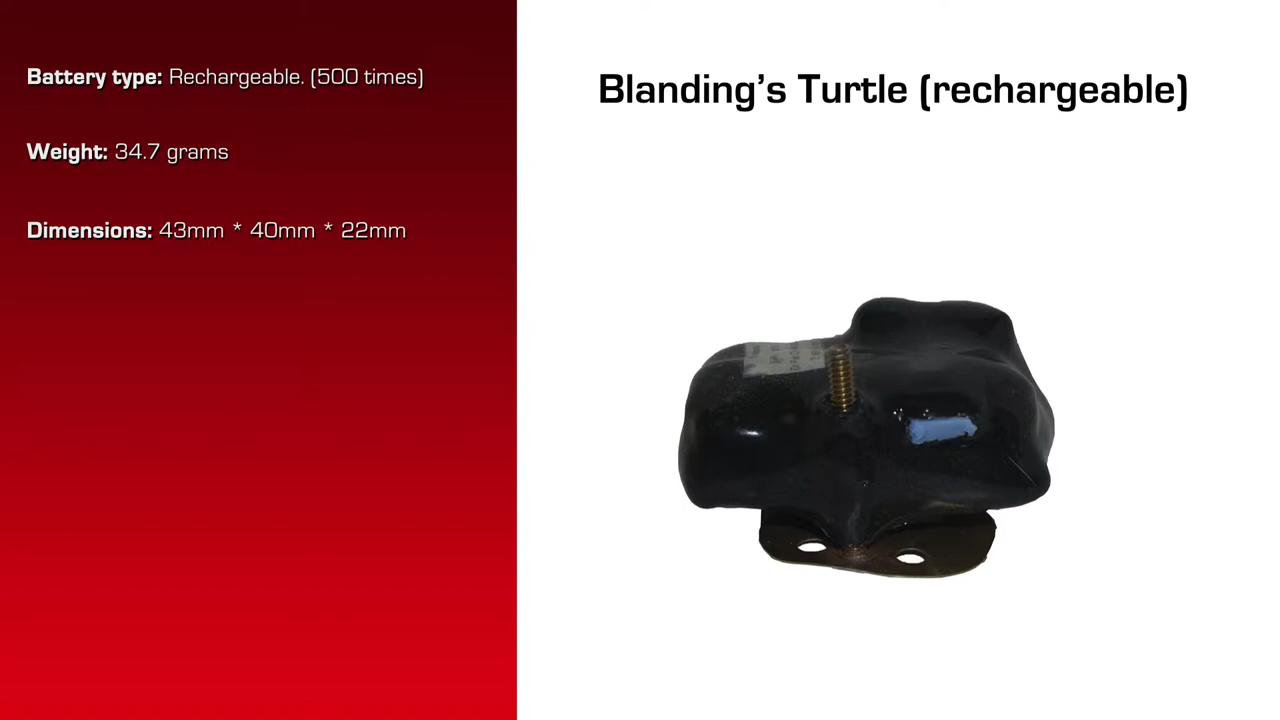 Battery type: Rechargeable. (500 times)
Weight: 34.7 grams
Dimensions: 43mm * 40mm * 22mm
Blanding’s Turtle (rechargeable)